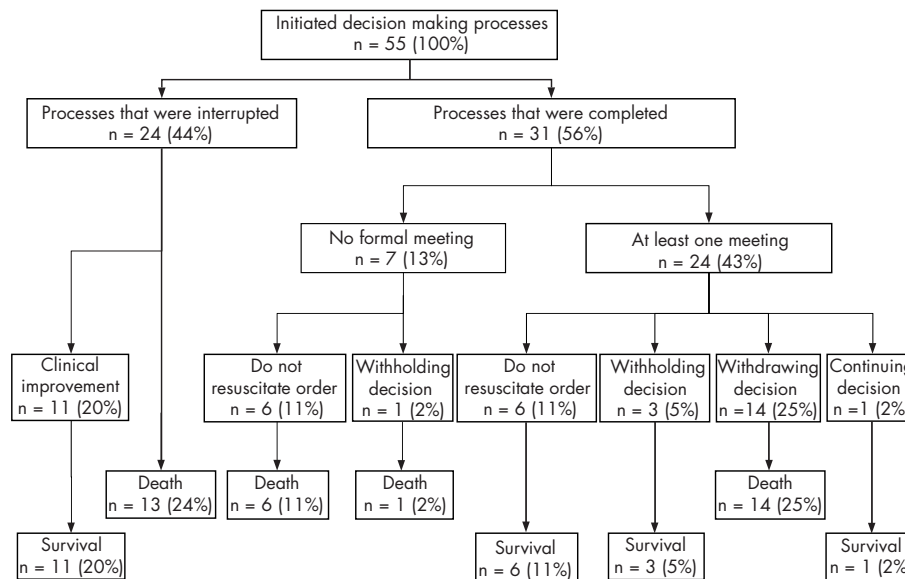 Initiated decision making processes
n = 55 (100%)
Processes that were interrupted
n = 24 (44%)
Processes that were completed
n = 31 (56%)
No formal meeting
n = 7 (13%)
At least one meeting
n = 24 (43%)
Clinical
improvement
n = 11 (20%)
Do not
resuscitate order
n = 6 (11%)
Withholding
decision
n = 1 (2%)
Do not
resuscitate order
n = 6 (11%)
Withholding
decision
n = 3 (5%)
Withdrawing
decision
n =14 (25%)
Continuing
decision
n =1 (2%
Death
n = 13 (24%)
Death
n = 6 (11%)
Death
n = 1 (2%)
Death
n = 14 (25%)
Survival
n = 11 (20%)
Survival
n = 6 (11%)
Survival
n = 3 (5%)
Survival
n = 1 (2%